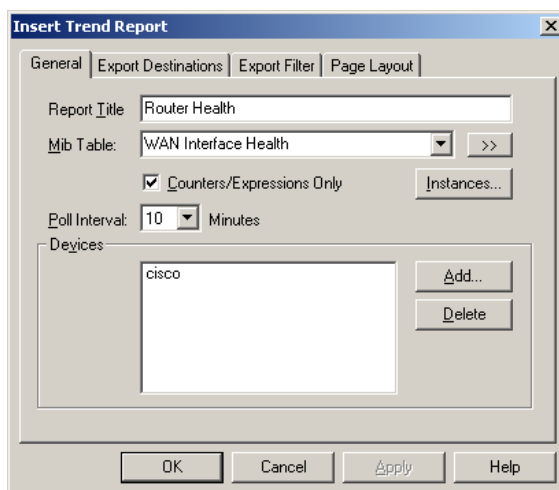 Insert Trend Report
General Export Destinations Export Filter Page Layout
Report Title Router Health
Mib Table: WAN Interface Health >>
Counters/Expressions Only Instances...
Poll Interval: 10 Minutes
Devices
cisco Add...
Delete
OK Cancel Apply Help